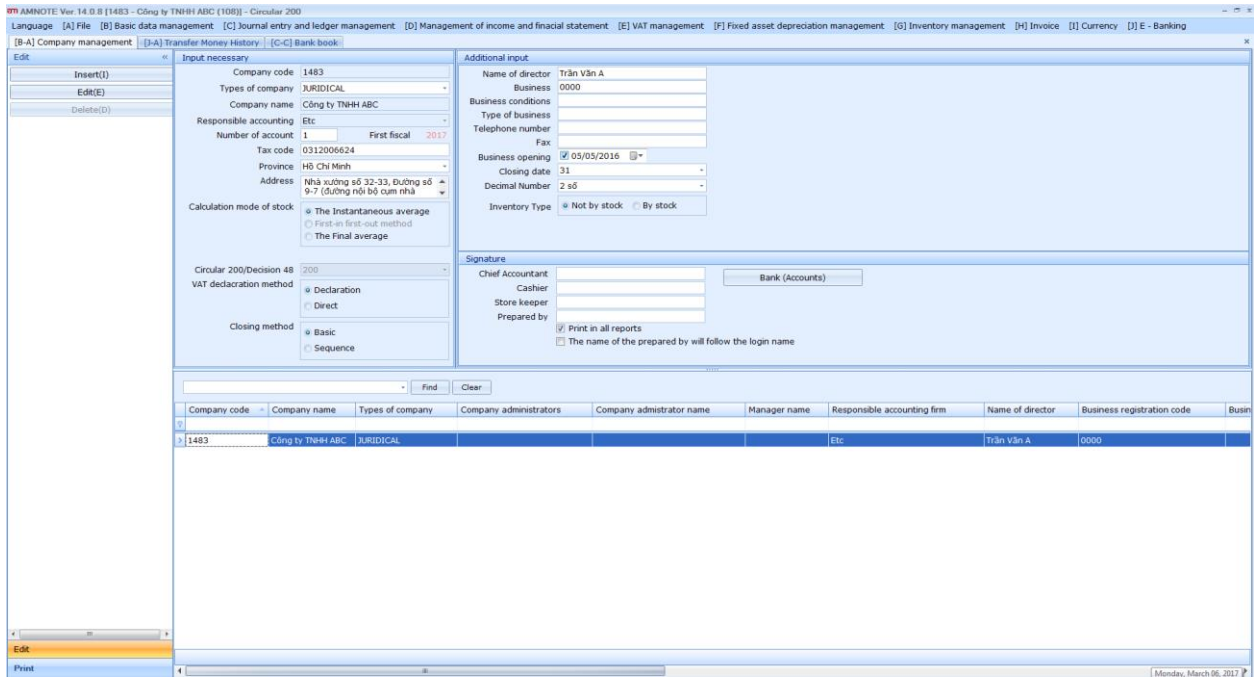 AMNOTE Ver.14.0.8 [1483 - Công ty TNHH ABC (108)] - Circular 200
Language [A] File [B] Basic data management [C] Journal entry and ledger management [D] Management of income and finacial statement [E] VAT management [F] Fixed asset depreciation management [G] Inventory management [H] Invoice [I] Currency [J] E - Banking
[B-A] Company management [J-A] Transfer Money History [C-C] Bank book
Edit
Insert(I)
Edit(E)
Delete(D)
Input necessary
Company code 1483
Types of company JURIDICAL
Company name Công ty TNHH ABC
Responsible accounting Etc
Number of account 1 First fiscal 2017
Tax code 0312006624
Province Hồ Chí Minh
Address Nhà xưởng số 32-33, Đường số
9-7 (đường nội bộ cụm nhà
Calculation mode of stock The Instantaneous average
First-in first-out method
The Final average
Circular 200/Decision 48 200
VAT declacration method Declaration
Direct
Closing method Basic
Sequence
Additional input
Name of director Trần Văn A
Business 0000
Business conditions
Type of business
Telephone number
Fax
Business opening 05/05/2016
Closing date 31
Decimal Number 2 số
Inventory Type Not by stock By stock
Signature
Chief Accountant
Bank (Accounts)
Cashier
Store keeper
Prepared by
Print in all reports
The name of the prepared by will follow the login name
Find Clear
Company code Company name Types of company Company administrators Company admistrator name Manager name Responsible accounting firm Name of director Business registration code Busin
1483 Công ty TNHH ABC JURIDICAL Etc Trần Văn A 0000
Edit
Print
Monday, March 06, 2017